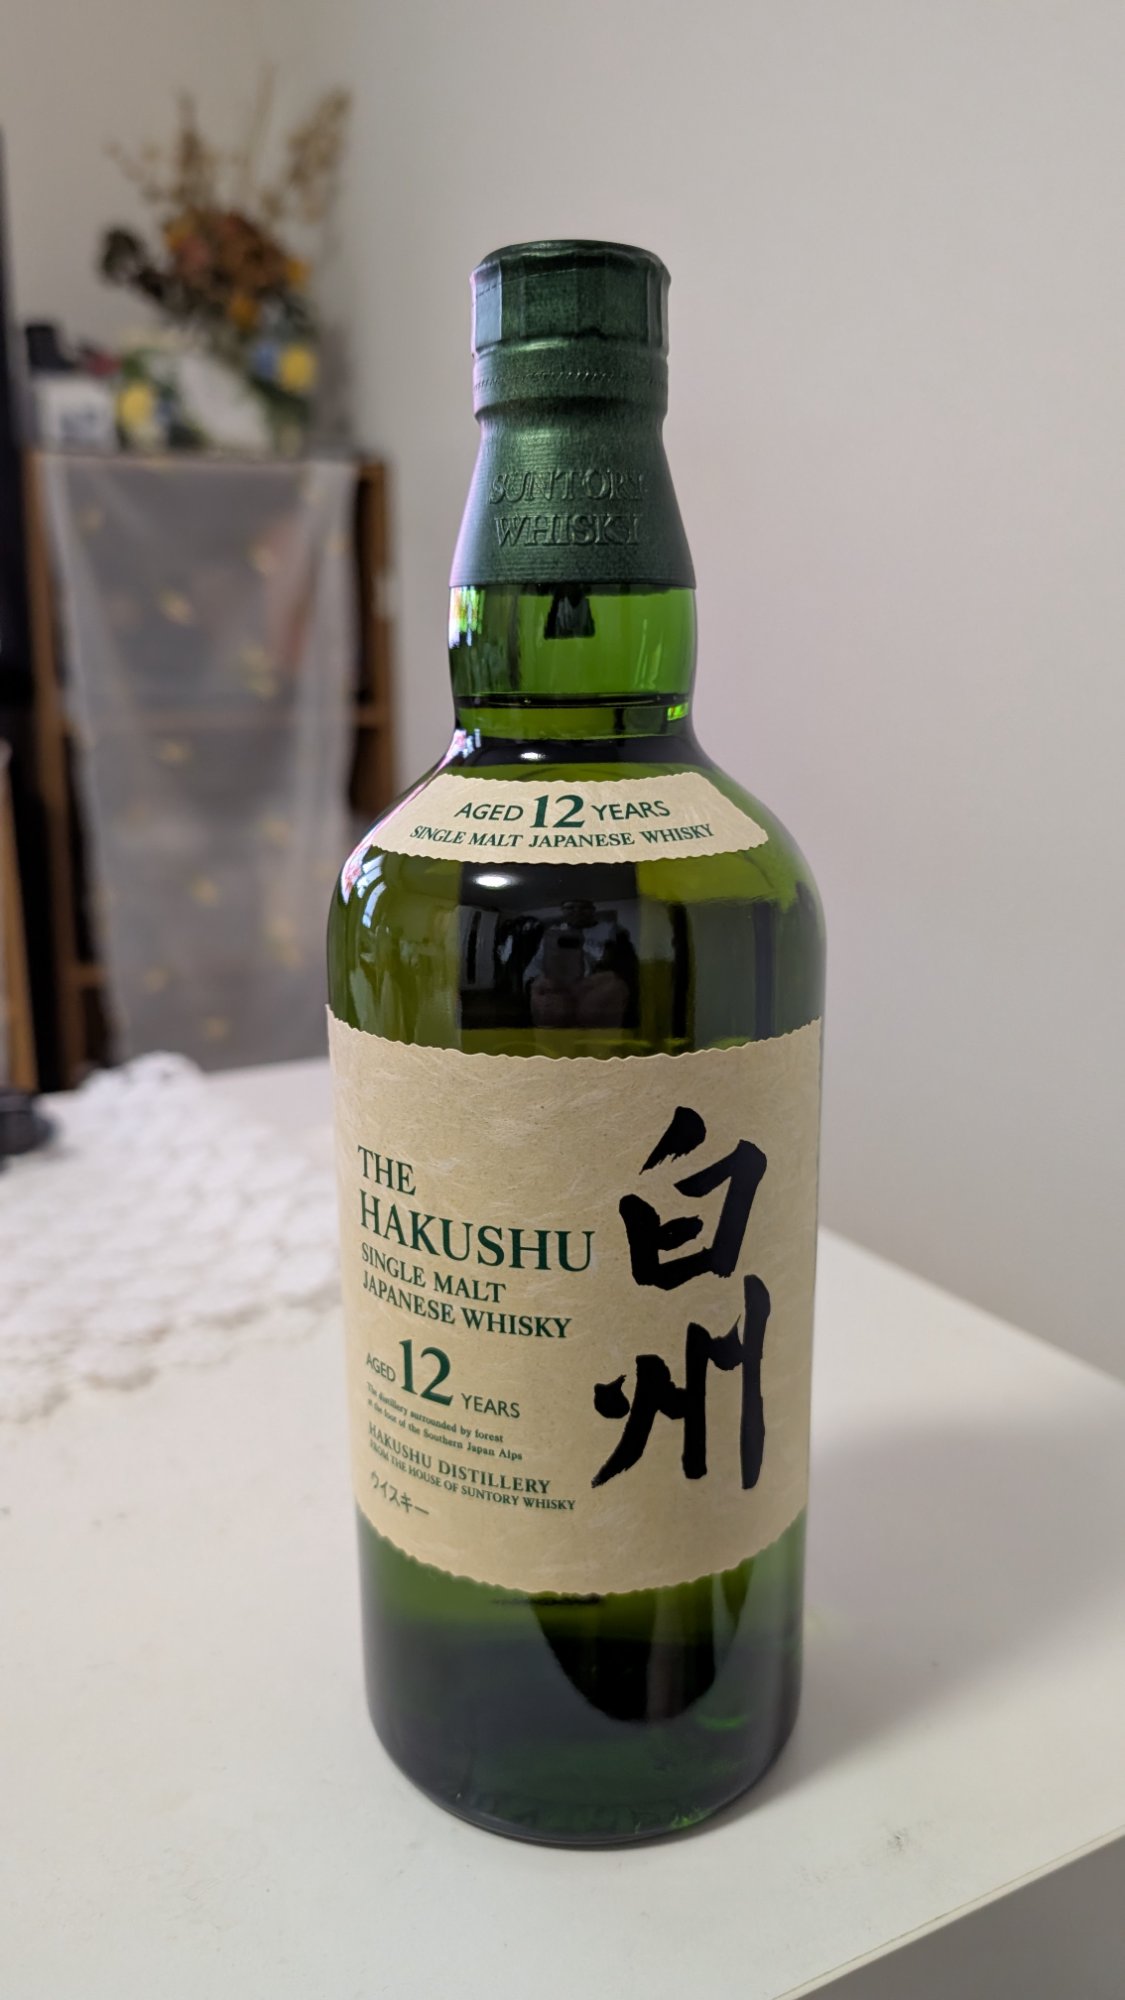 SUNTORY
WHISKY
AGED 12 YEARS
SINGLE MALT JAPANESE WHISKY
THE
HAKUSHU
SINGLE MALT
JAPANESE WHISKY
AGED 12 YEARS
The distillery surrounded by forest
at the foot of the Southern Japan Alps
HAKUSHU DISTILLERY
FROM THE HOUSE OF SUNTORY WHISKY
ウイスキー
白州